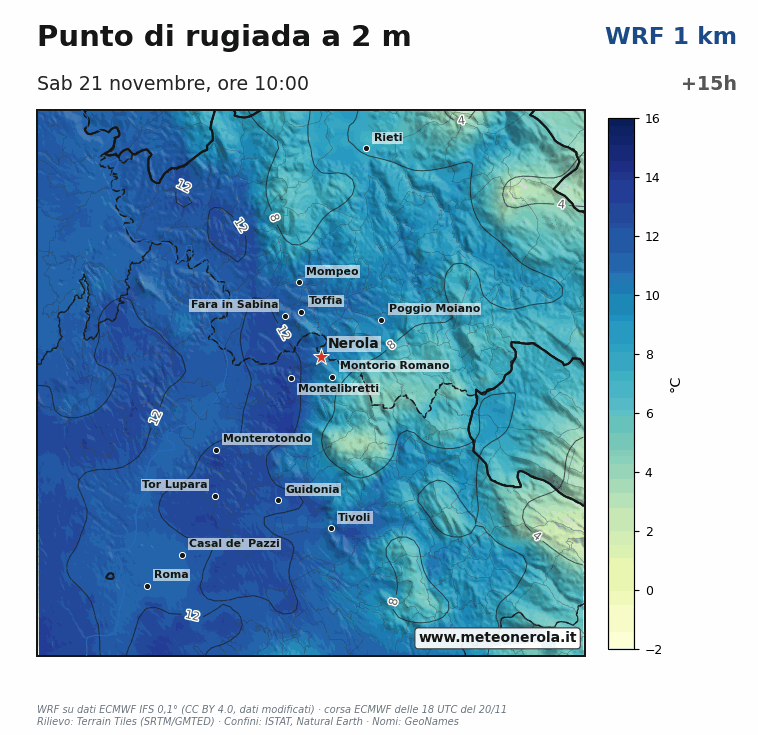 Punto di rugiada a 2 m
WRF 1 km
Sab 21 novembre, ore 10:00
+15h
4
Rieti
12
8
12
4
Mompeo
Toffia
Fara in Sabina
Poggio Moiano
12
Nerola
8
Montorio Romano
Montelibretti
12
Monterotondo
Tor Lupara
Guidonia
Tivoli
4
Casal de' Pazzi
Roma
8
12
www.meteonerola.it
16
14
12
10
8
6
4
2
0
−2
°C
WRF su dati ECMWF IFS 0,1° (CC BY 4.0, dati modificati) · corsa ECMWF delle 18 UTC del 20/11
Rilievo: Terrain Tiles (SRTM/GMTED) · Confini: ISTAT, Natural Earth · Nomi: GeoNames